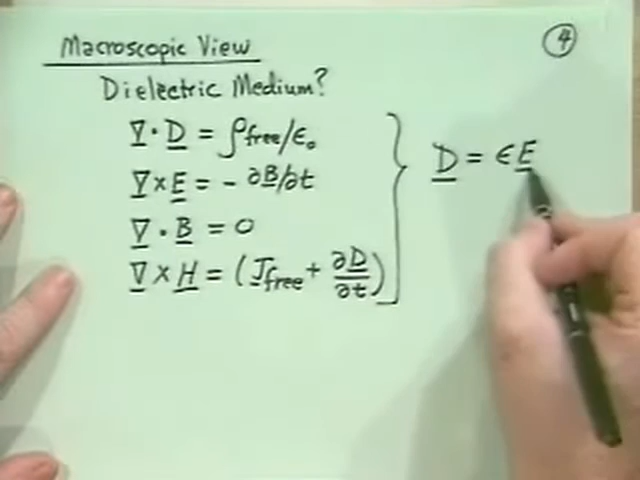 Macroscopic View
④
Dielectric Medium?
∇ · D = ρfree/ε₀
∇ × E = - ∂B/∂t
∇ · B = 0
∇ × H = (Jfree + ∂D/∂t)
D = εE